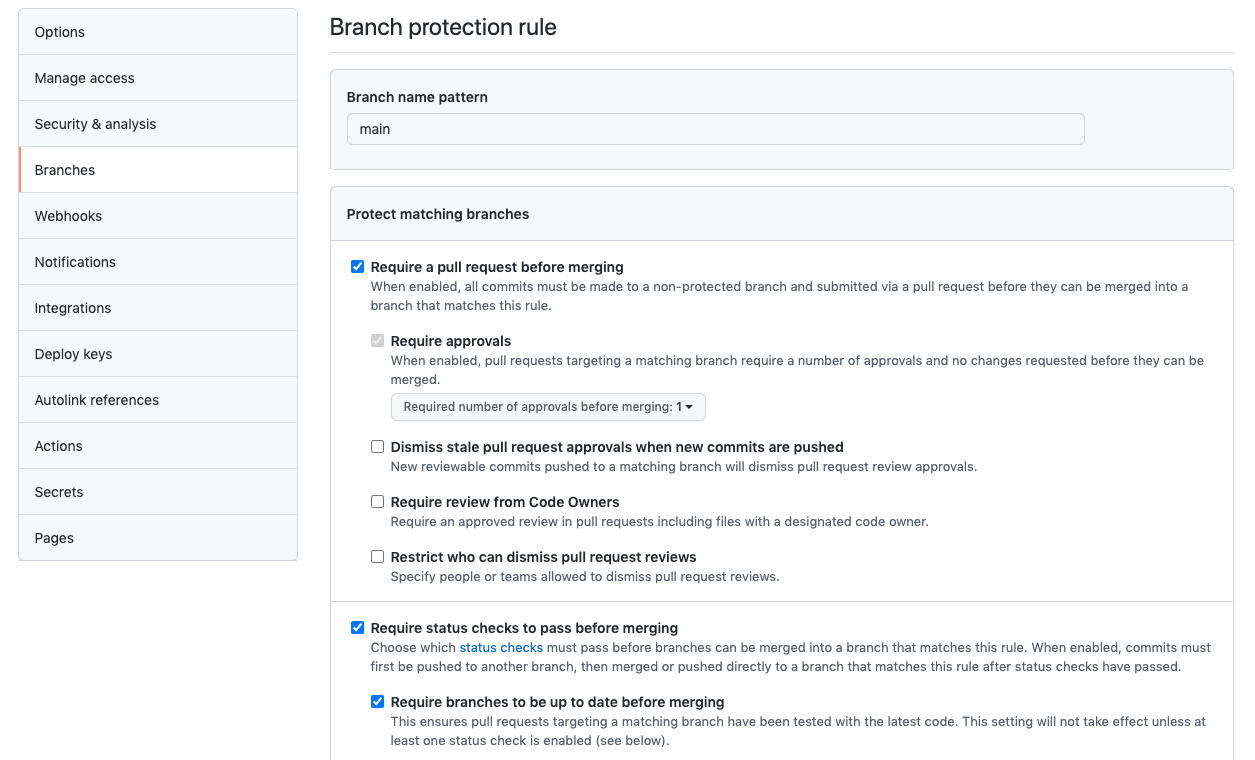 Options
Manage access
Security & analysis
Branches
Webhooks
Notifications
Integrations
Deploy keys
Autolink references
Actions
Secrets
Pages
Branch protection rule
Branch name pattern
main
Protect matching branches
Require a pull request before merging
When enabled, all commits must be made to a non-protected branch and submitted via a pull request before they can be merged into a
branch that matches this rule.
Require approvals
When enabled, pull requests targeting a matching branch require a number of approvals and no changes requested before they can be
merged.
Required number of approvals before merging: 1
Dismiss stale pull request approvals when new commits are pushed
New reviewable commits pushed to a matching branch will dismiss pull request review approvals.
Require review from Code Owners
Require an approved review in pull requests including files with a designated code owner.
Restrict who can dismiss pull request reviews
Specify people or teams allowed to dismiss pull request reviews.
Require status checks to pass before merging
Choose which status checks must pass before branches can be merged into a branch that matches this rule. When enabled, commits must
first be pushed to another branch, then merged or pushed directly to a branch that matches this rule after status checks have passed.
Require branches to be up to date before merging
This ensures pull requests targeting a matching branch have been tested with the latest code. This setting will not take effect unless at
least one status check is enabled (see below).